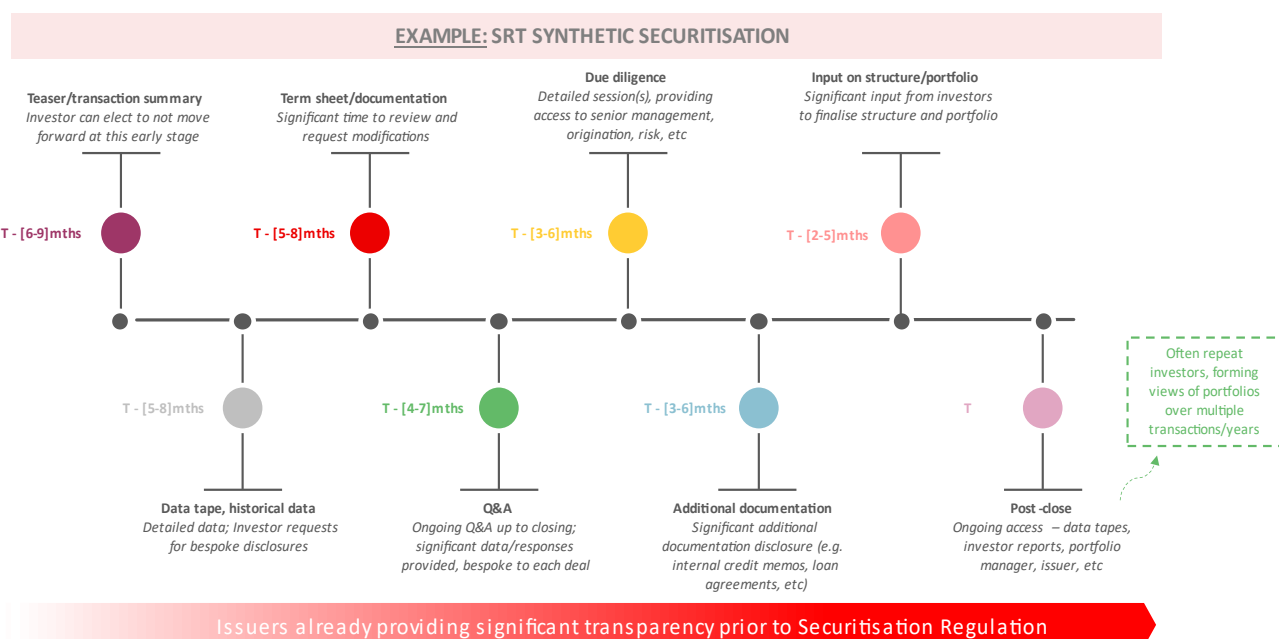 EXAMPLE: SRT SYNTHETIC SECURITISATION
Teaser/transaction summary
Investor can elect to not move
forward at this early stage
Term sheet/documentation
Significant time to review and
request modifications
Due diligence
Detailed session(s), providing
access to senior management,
origination, risk, etc
Input on structure/portfolio
Significant input from investors
to finalise structure and portfolio
T - [6-9]mths
T - [5-8]mths
T - [3-6]mths
T - [2-5]mths
T - [5-8]mths
T - [4-7]mths
T - [3-6]mths
T
Often repeat
investors, forming
views of portfolios
over multiple
transactions/years
Data tape, historical data
Detailed data; Investor requests
for bespoke disclosures
Q&A
Ongoing Q&A up to closing;
significant data/responses
provided, bespoke to each deal
Additional documentation
Significant additional
documentation disclosure (e.g.
internal credit memos, loan
agreements, etc)
Post -close
Ongoing access – data tapes,
investor reports, portfolio
manager, issuer, etc
Issuers already providing significant transparency prior to Securitisation Regulation